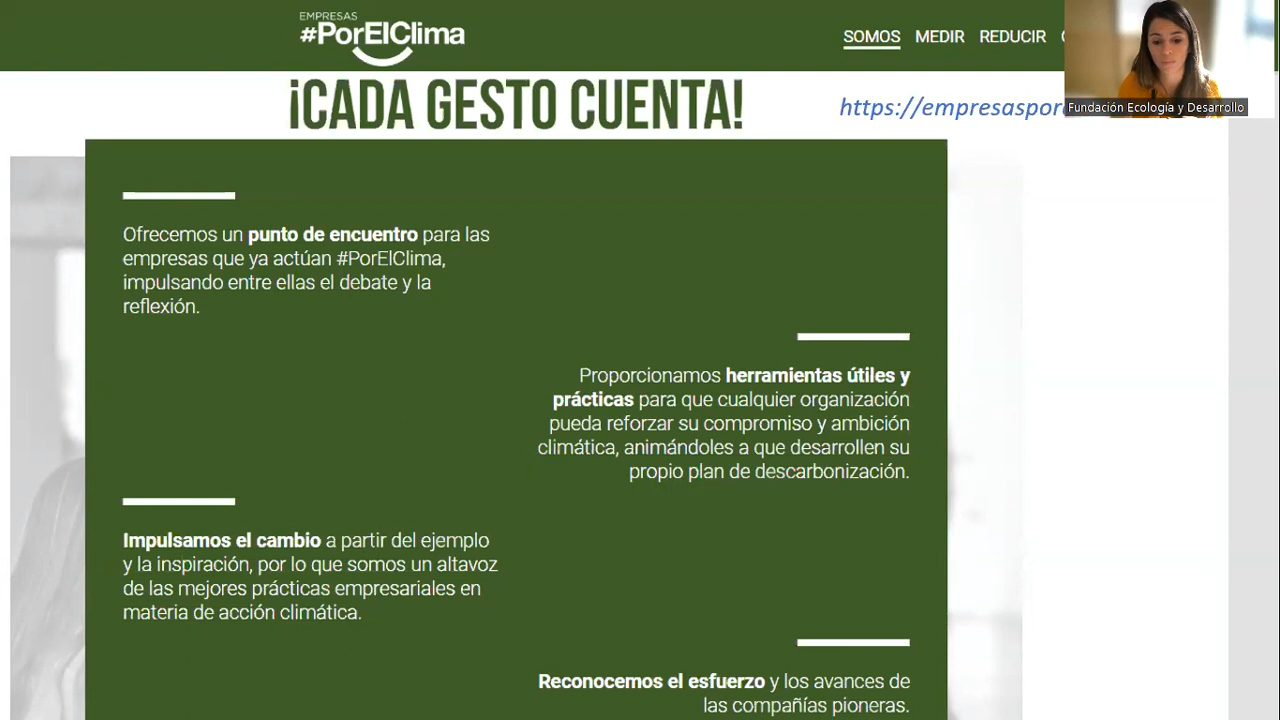 EMPRESAS
#PorElClima
SOMOS MEDIR REDUCIR
¡CADA GESTO CUENTA!
Fundación Ecología y Desarrollo
Ofrecemos un punto de encuentro para las
empresas que ya actúan #PorElClima,
impulsando entre ellas el debate y la
reflexión.
Proporcionamos herramientas útiles y
prácticas para que cualquier organización
pueda reforzar su compromiso y ambición
climática, animándoles a que desarrollen su
propio plan de descarbonización.
Impulsamos el cambio a partir del ejemplo
y la inspiración, por lo que somos un altavoz
de las mejores prácticas empresariales en
materia de acción climática.
Reconocemos el esfuerzo y los avances de
las compañías pioneras.